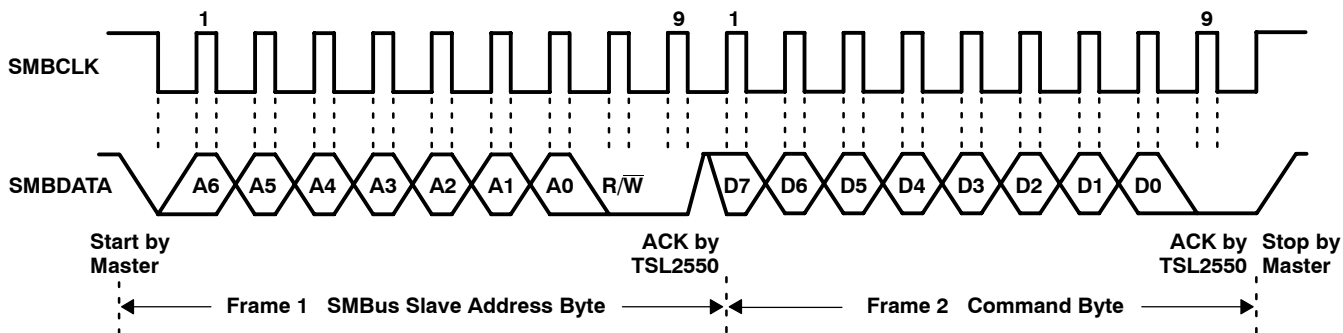 1 9 1 9
SMBCLK
SMBDATA A6 A5 A4 A3 A2 A1 A0 R/W̅ D7 D6 D5 D4 D3 D2 D1 D0
Start by Master
ACK by TSL2550
ACK by TSL2550
Stop by Master
Frame 1 SMBus Slave Address Byte
Frame 2 Command Byte